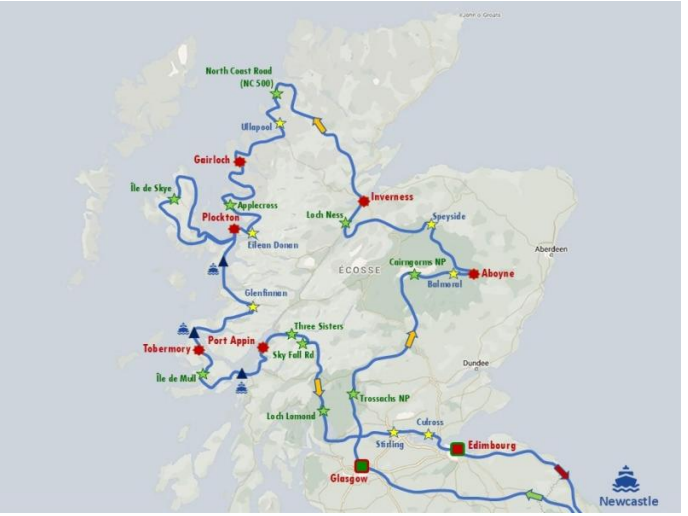 John o' Groats
North Coast Road
(NC 500)
Ullapool
Gairloch
Île de Skye
Applecross
Inverness
Plockton
Loch Ness
Speyside
Eilean Donan
Aberdeen
ÉCOSSE
Cairngorms NP
Aboyne
Balmoral
Glenfinnan
Three Sisters
Port Appin
Tobermory
Sky Fall Rd
Dundee
Île de Mull
Trossachs NP
Loch Lomond
Culross
Stirling
Edimbourg
Glasgow
Newcastle